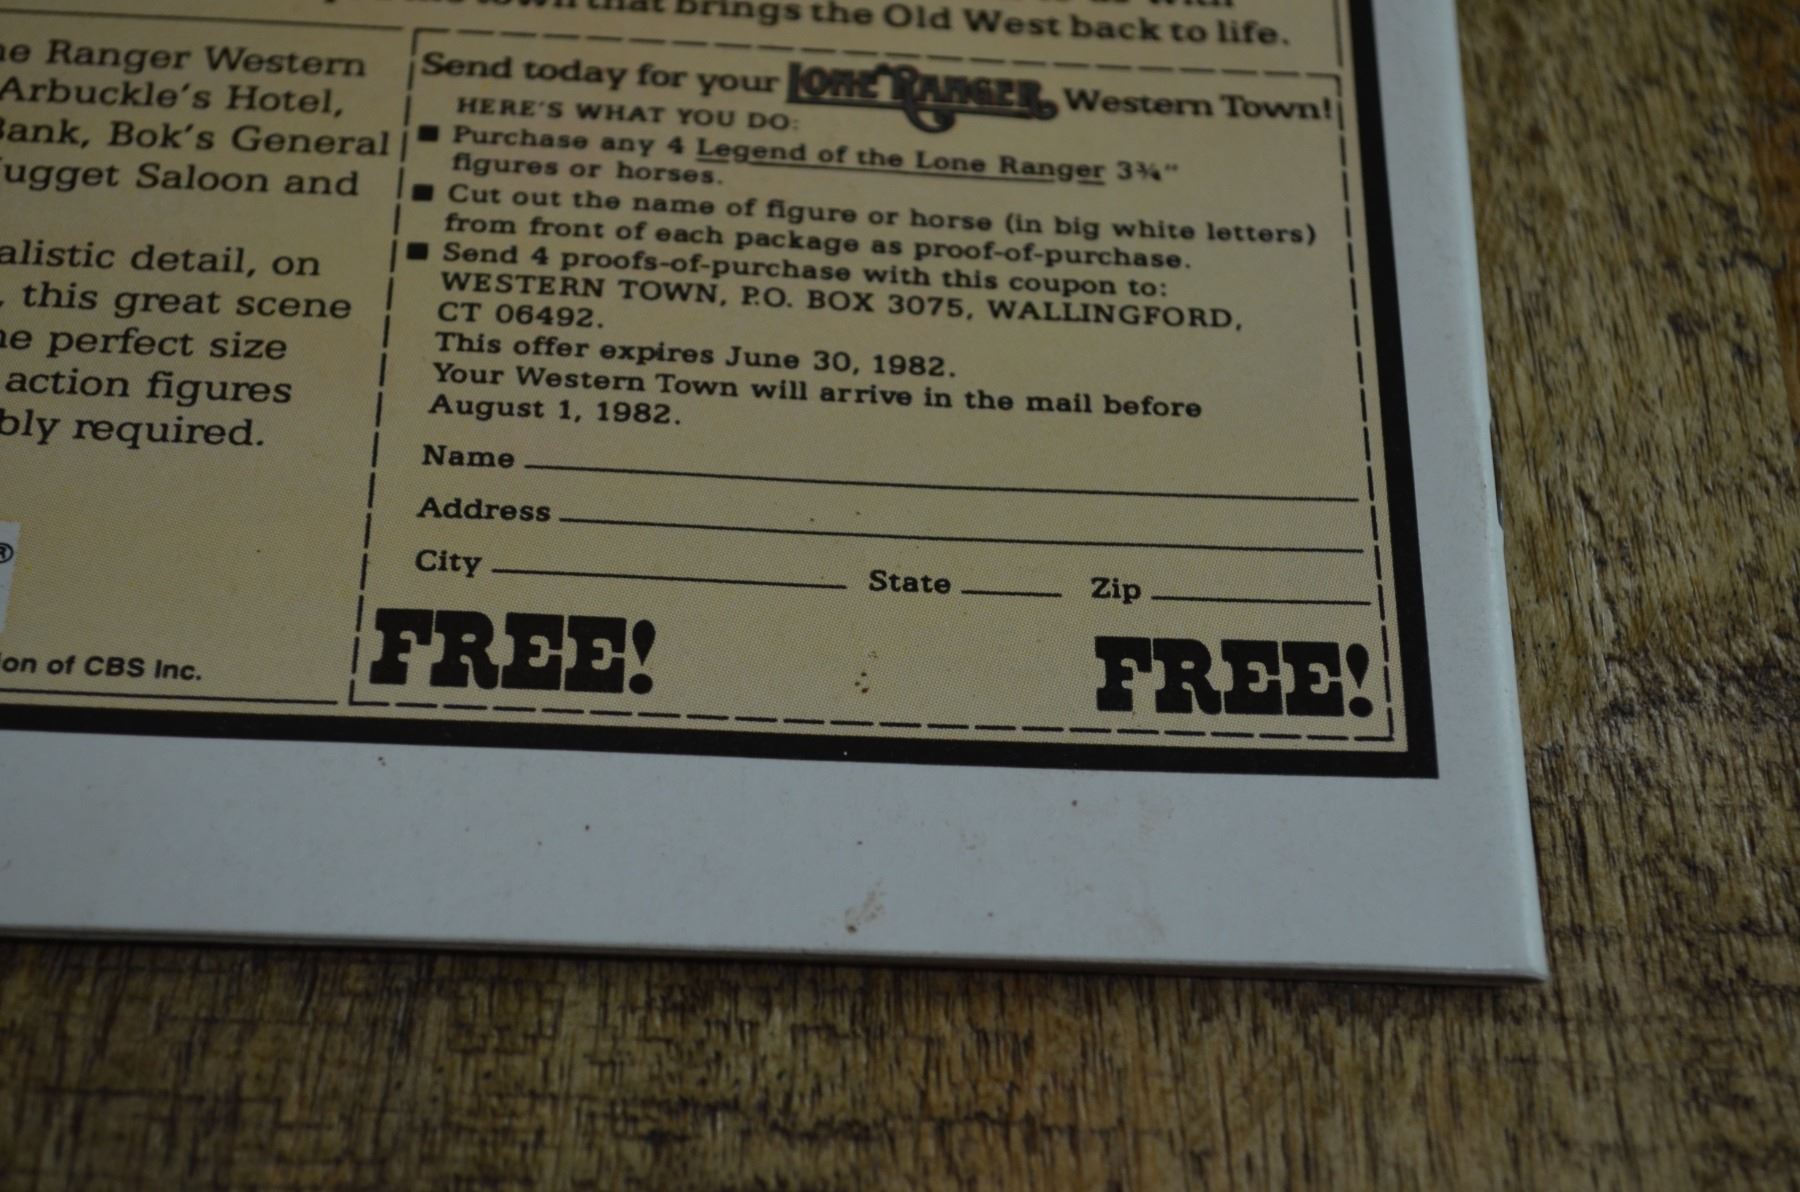 town that brings the Old West back to life.
Ranger Western
Arbuckle's Hotel,
Bank, Bok's General
Nugget Saloon and
alistic detail, on
, this great scene
perfect size
action figures
bly required.
®
ion of CBS Inc.
Send today for your LONE RANGER Western Town!
HERE'S WHAT YOU DO:
■ Purchase any 4 Legend of the Lone Ranger 3¾"
figures or horses.
■ Cut out the name of figure or horse (in big white letters)
from front of each package as proof-of-purchase.
■ Send 4 proofs-of-purchase with this coupon to:
WESTERN TOWN, P.O. BOX 3075, WALLINGFORD,
CT 06492.
This offer expires June 30, 1982.
Your Western Town will arrive in the mail before
August 1, 1982.
Name
Address
City State Zip
FREE! FREE!